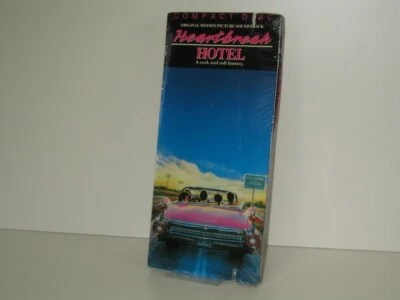 COMPACT DISC
ORIGINAL MOTION PICTURE SOUNDTRACK
Heartbreak
HOTEL
A rock and roll fantasy.